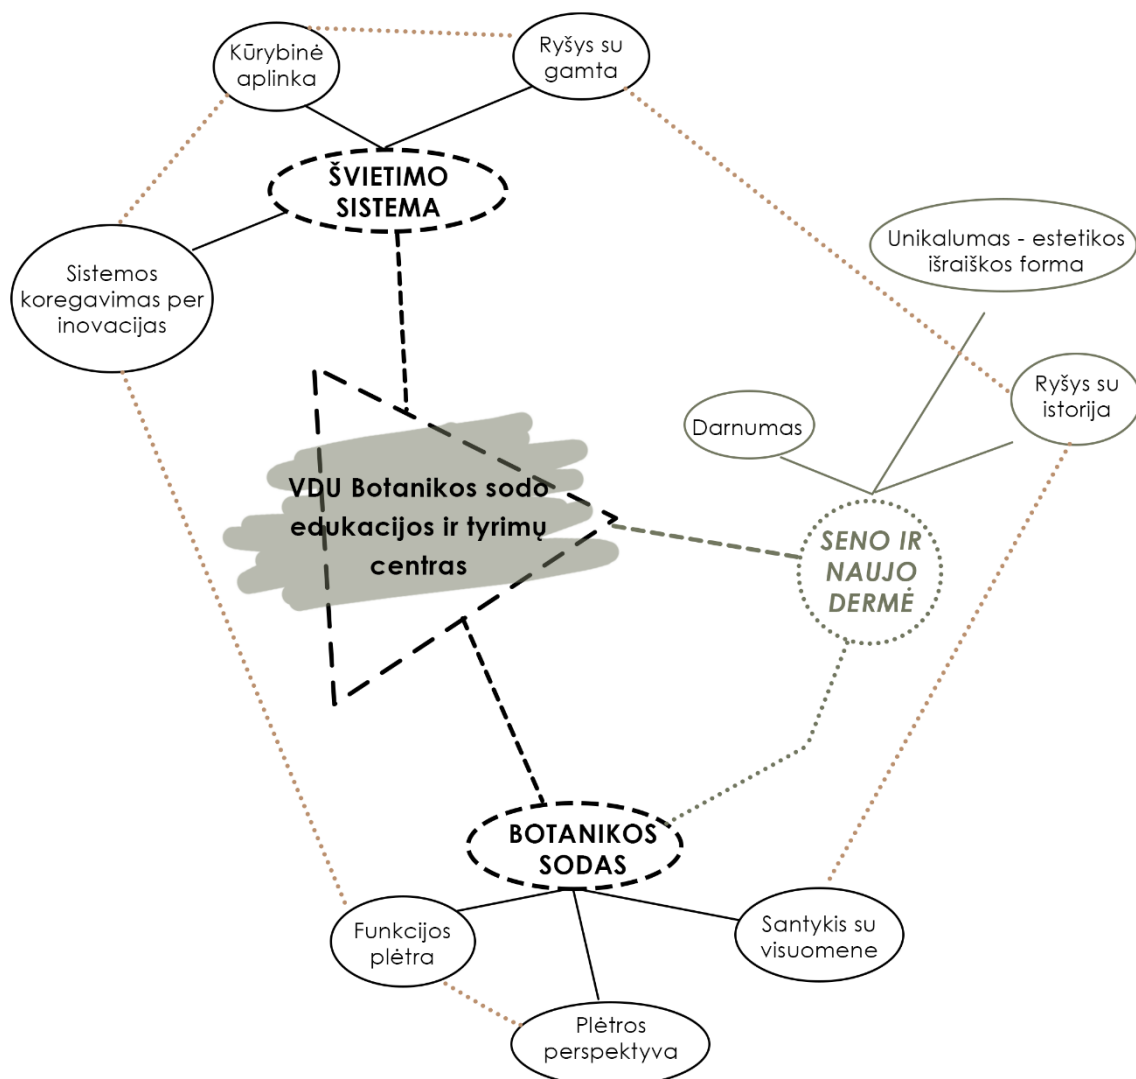 Kūrybinė
aplinka
Ryšys su
gamta
ŠVIETIMO
SISTEMA
Sistemos
koregavimas per
inovacijas
Unikalumas - estetikos
išraiškos forma
Ryšys su
istorija
Darnumas
VDU Botanikos sodo
edukacijos ir tyrimų
centras
SENO IR
NAUJO
DERMĖ
BOTANIKOS
SODAS
Funkcijos
plėtra
Santykis su
visuomene
Plėtros
perspektyva